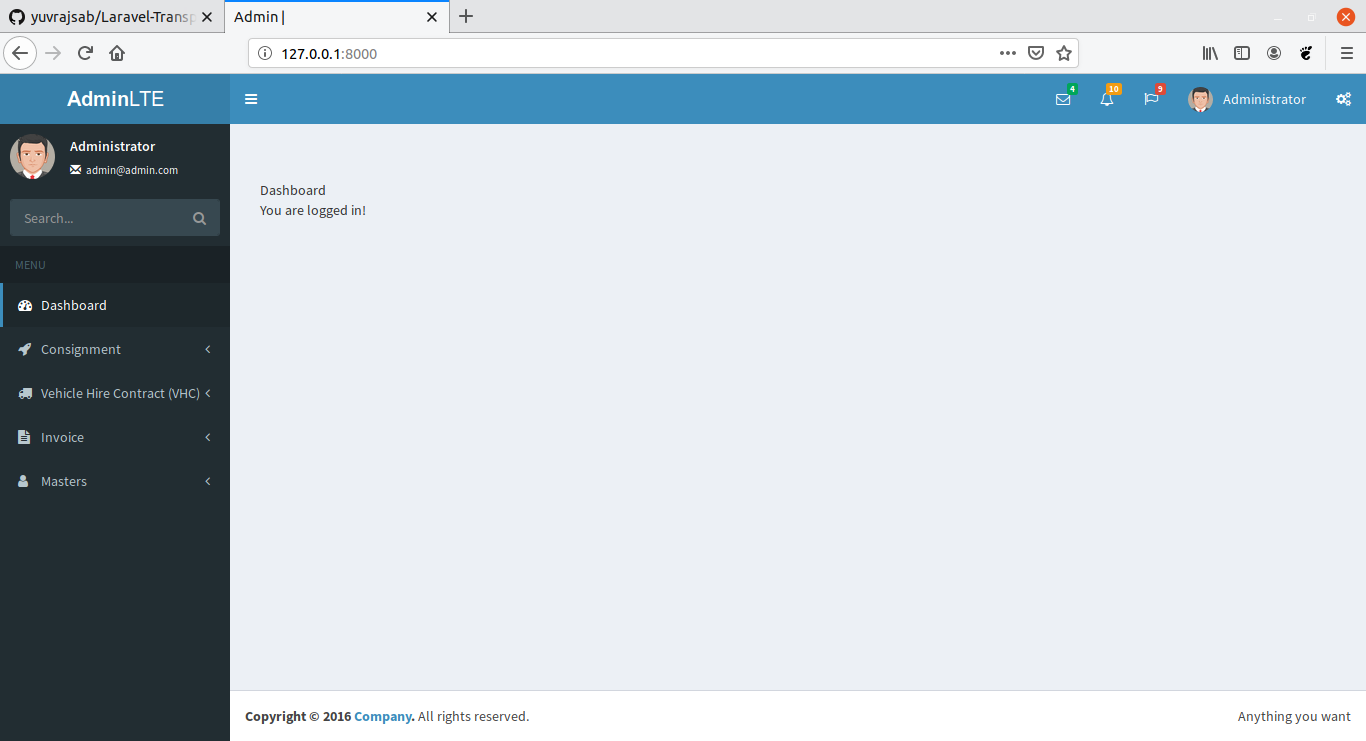 yuvrajsab/Laravel-Transp
Admin |
127.0.0.1:8000
AdminLTE
4
10
9
Administrator
Administrator
admin@admin.com
Search...
MENU
Dashboard
Consignment
Vehicle Hire Contract (VHC)
Invoice
Masters
Dashboard
You are logged in!
Copyright © 2016 Company. All rights reserved.
Anything you want